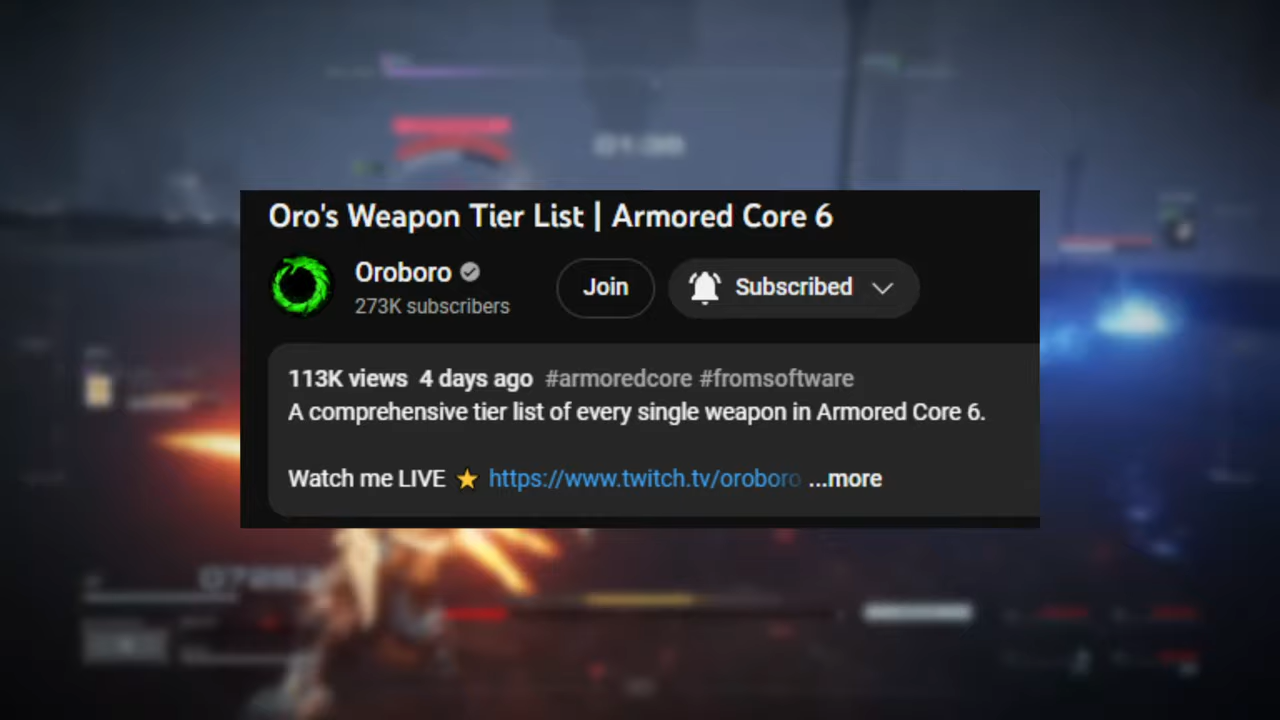 Oro's Weapon Tier List | Armored Core 6
Oroboro
273K subscribers
Join
Subscribed
113K views 4 days ago #armoredcore #fromsoftware
A comprehensive tier list of every single weapon in Armored Core 6.
Watch me LIVE ⭐ https://www.twitch.tv/oroboro ...more